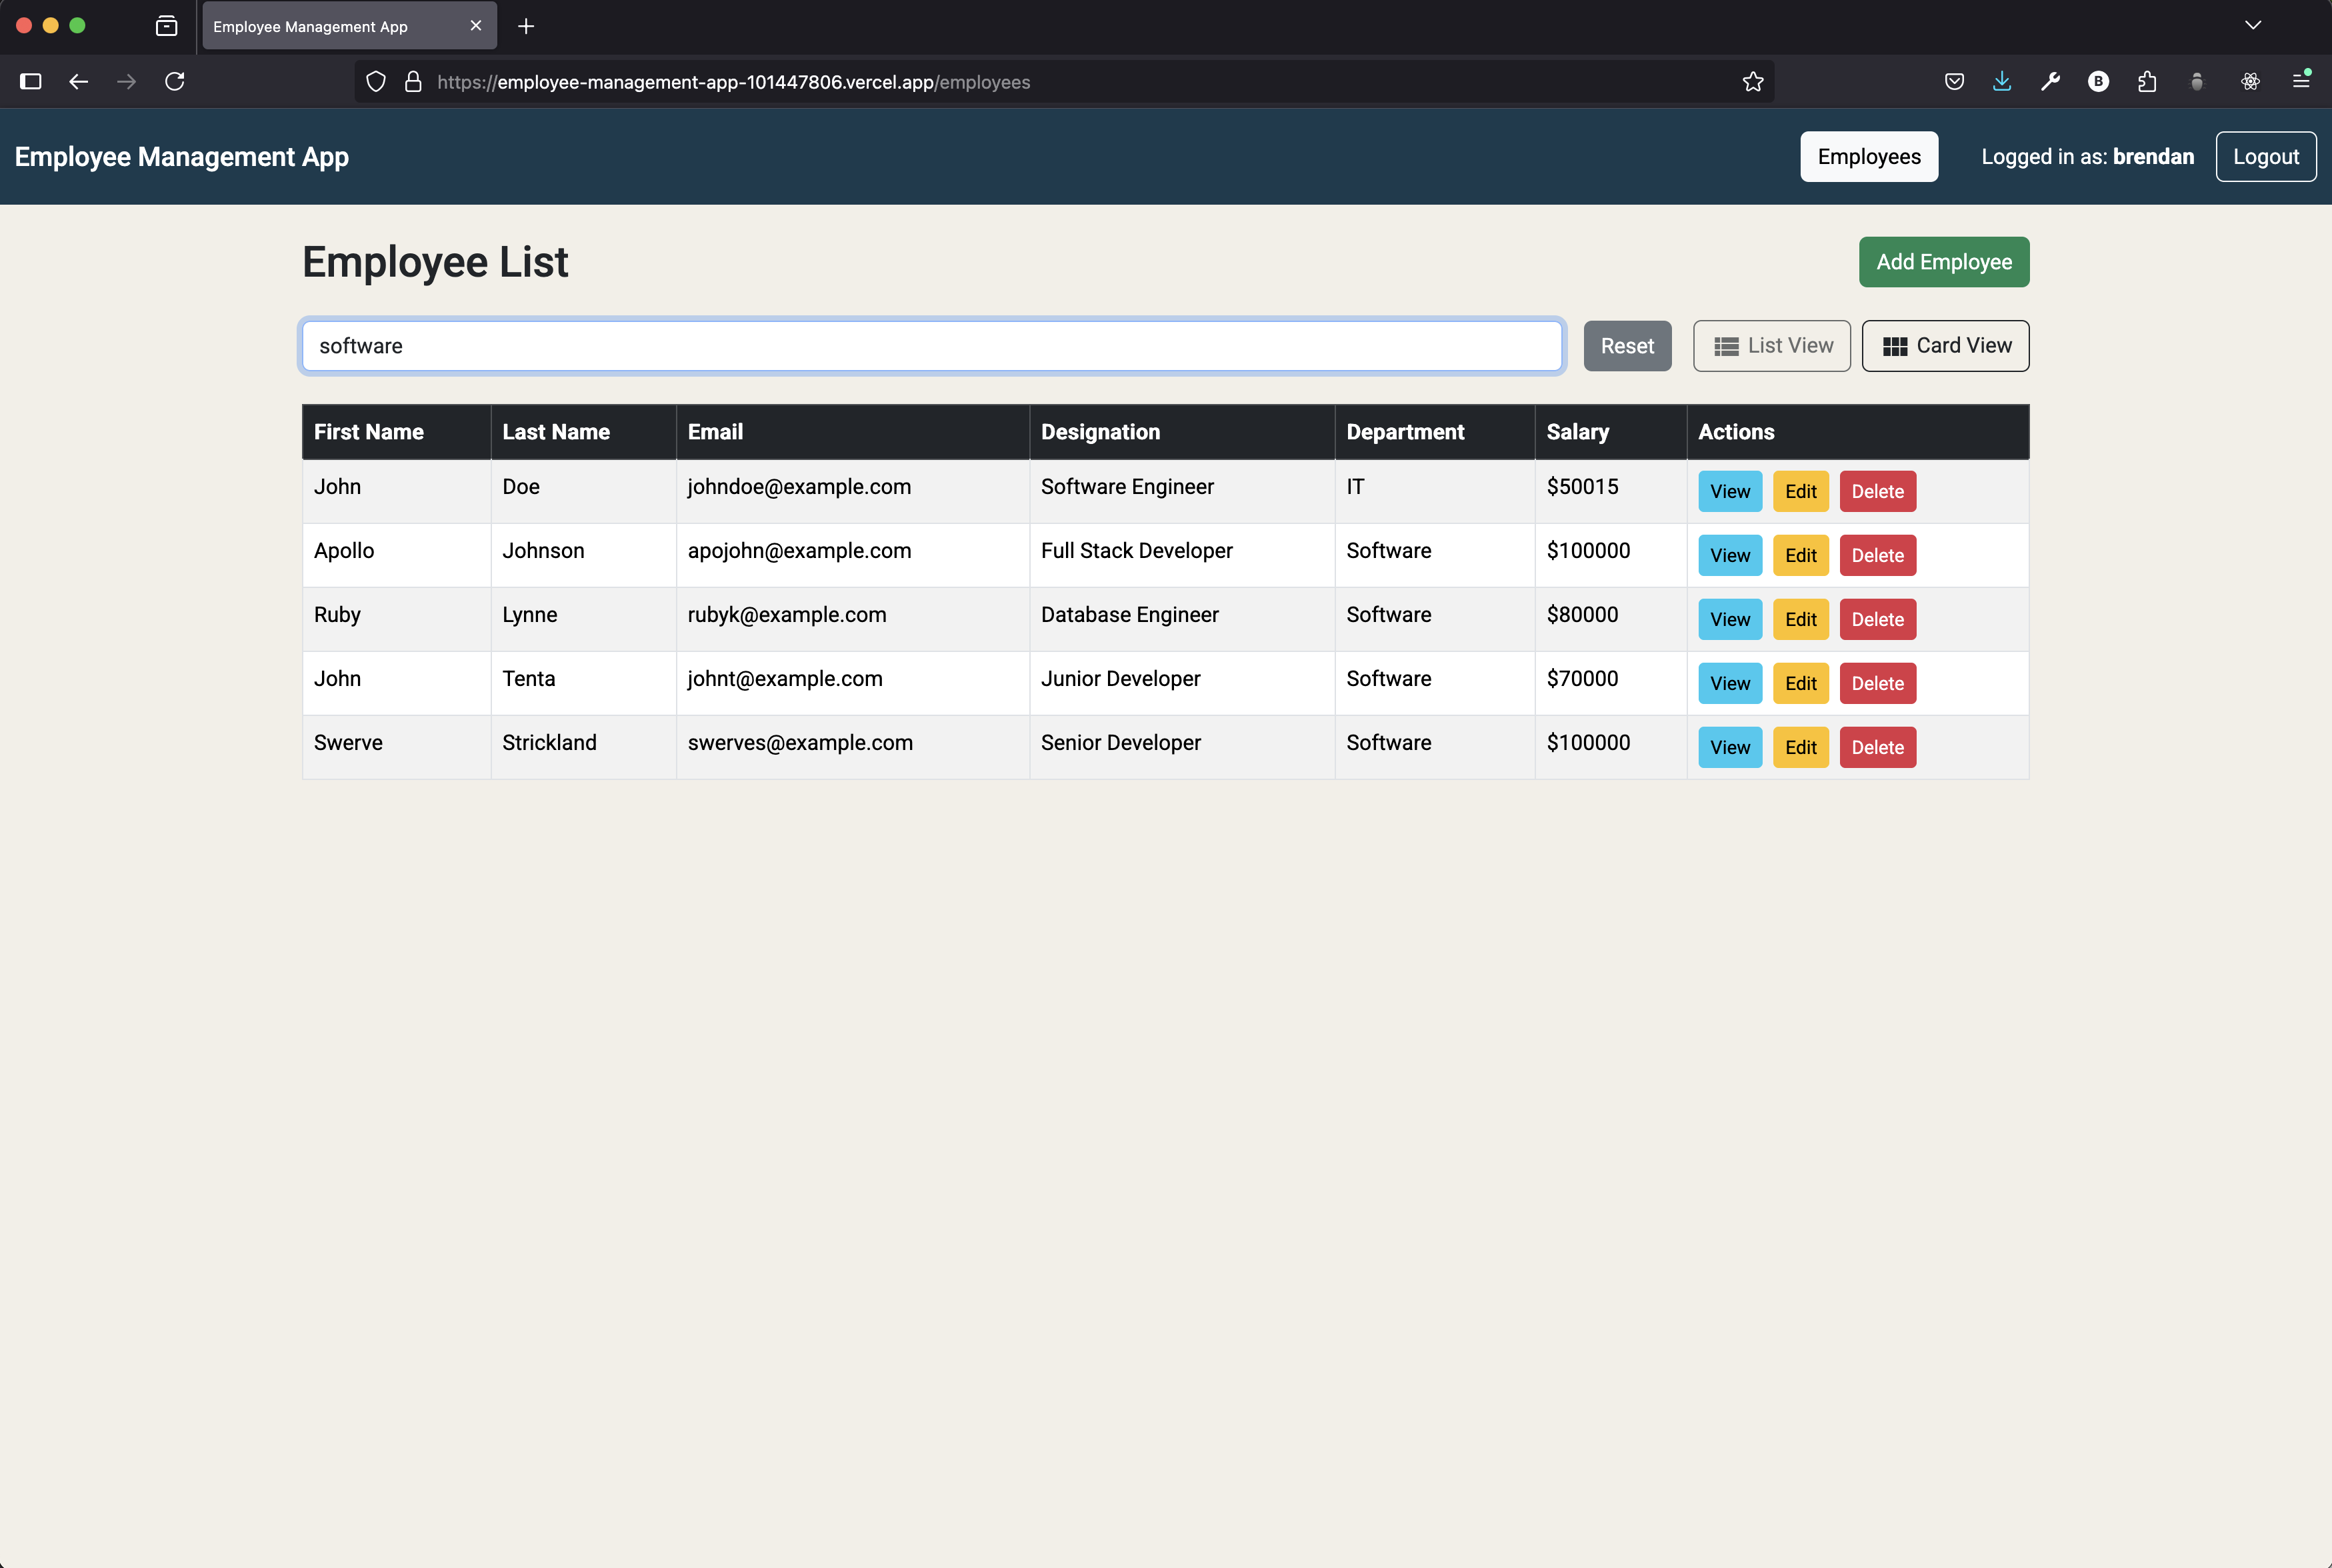 Employee Management App
https://employee-management-app-101447806.vercel.app/employees
B
Employee Management App Employees Logged in as: brendan Logout
Employee List Add Employee
software Reset List View Card View
First Name Last Name Email Designation Department Salary Actions
John Doe johndoe@example.com Software Engineer IT $50015 View Edit Delete
Apollo Johnson apojohn@example.com Full Stack Developer Software $100000 View Edit Delete
Ruby Lynne rubyk@example.com Database Engineer Software $80000 View Edit Delete
John Tenta johnt@example.com Junior Developer Software $70000 View Edit Delete
Swerve Strickland swerves@example.com Senior Developer Software $100000 View Edit Delete